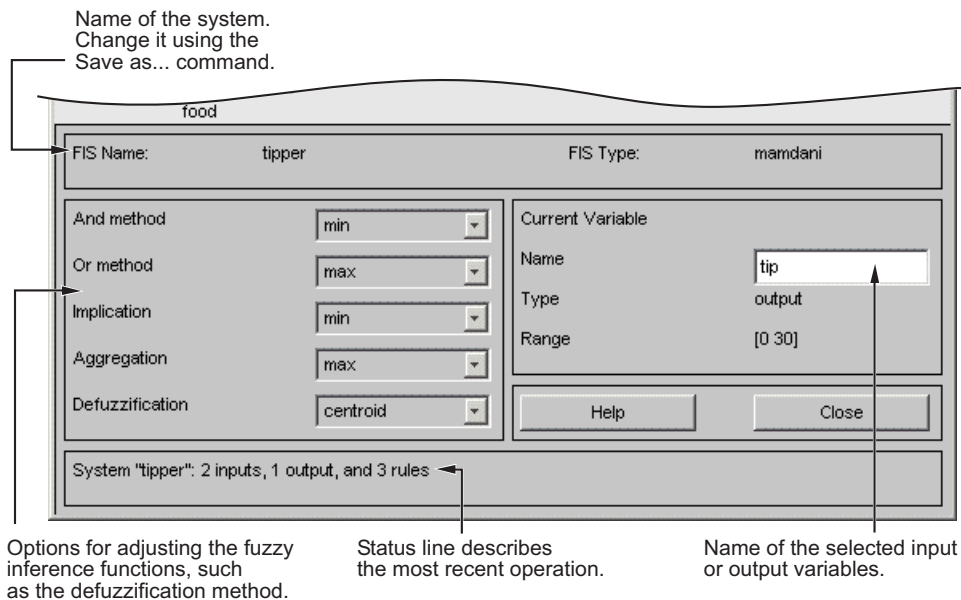 Name of the system.
Change it using the
Save as... command.
food
FIS Name: tipper FIS Type: mamdani
And method min
Or method max
Implication min
Aggregation max
Defuzzification centroid
Current Variable
Name tip
Type output
Range [0 30]
Help Close
System "tipper": 2 inputs, 1 output, and 3 rules
Options for adjusting the fuzzy
inference functions, such
as the defuzzification method.
Status line describes
the most recent operation.
Name of the selected input
or output variables.